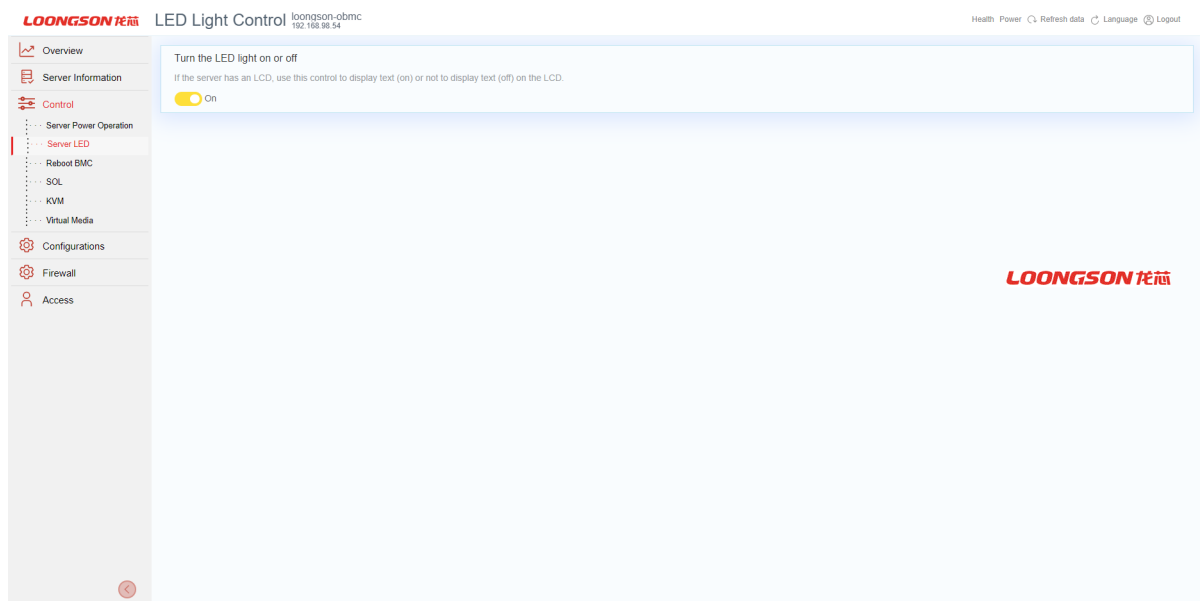 LOONGSON 龙芯
LED Light Control loongson-obmc
192.168.98.54
Health Power Refresh data Language Logout
Overview
Server Information
Control
Server Power Operation
Server LED
Reboot BMC
SOL
KVM
Virtual Media
Configurations
Firewall
Access
Turn the LED light on or off
If the server has an LCD, use this control to display text (on) or not to display text (off) on the LCD.
On
LOONGSON 龙芯